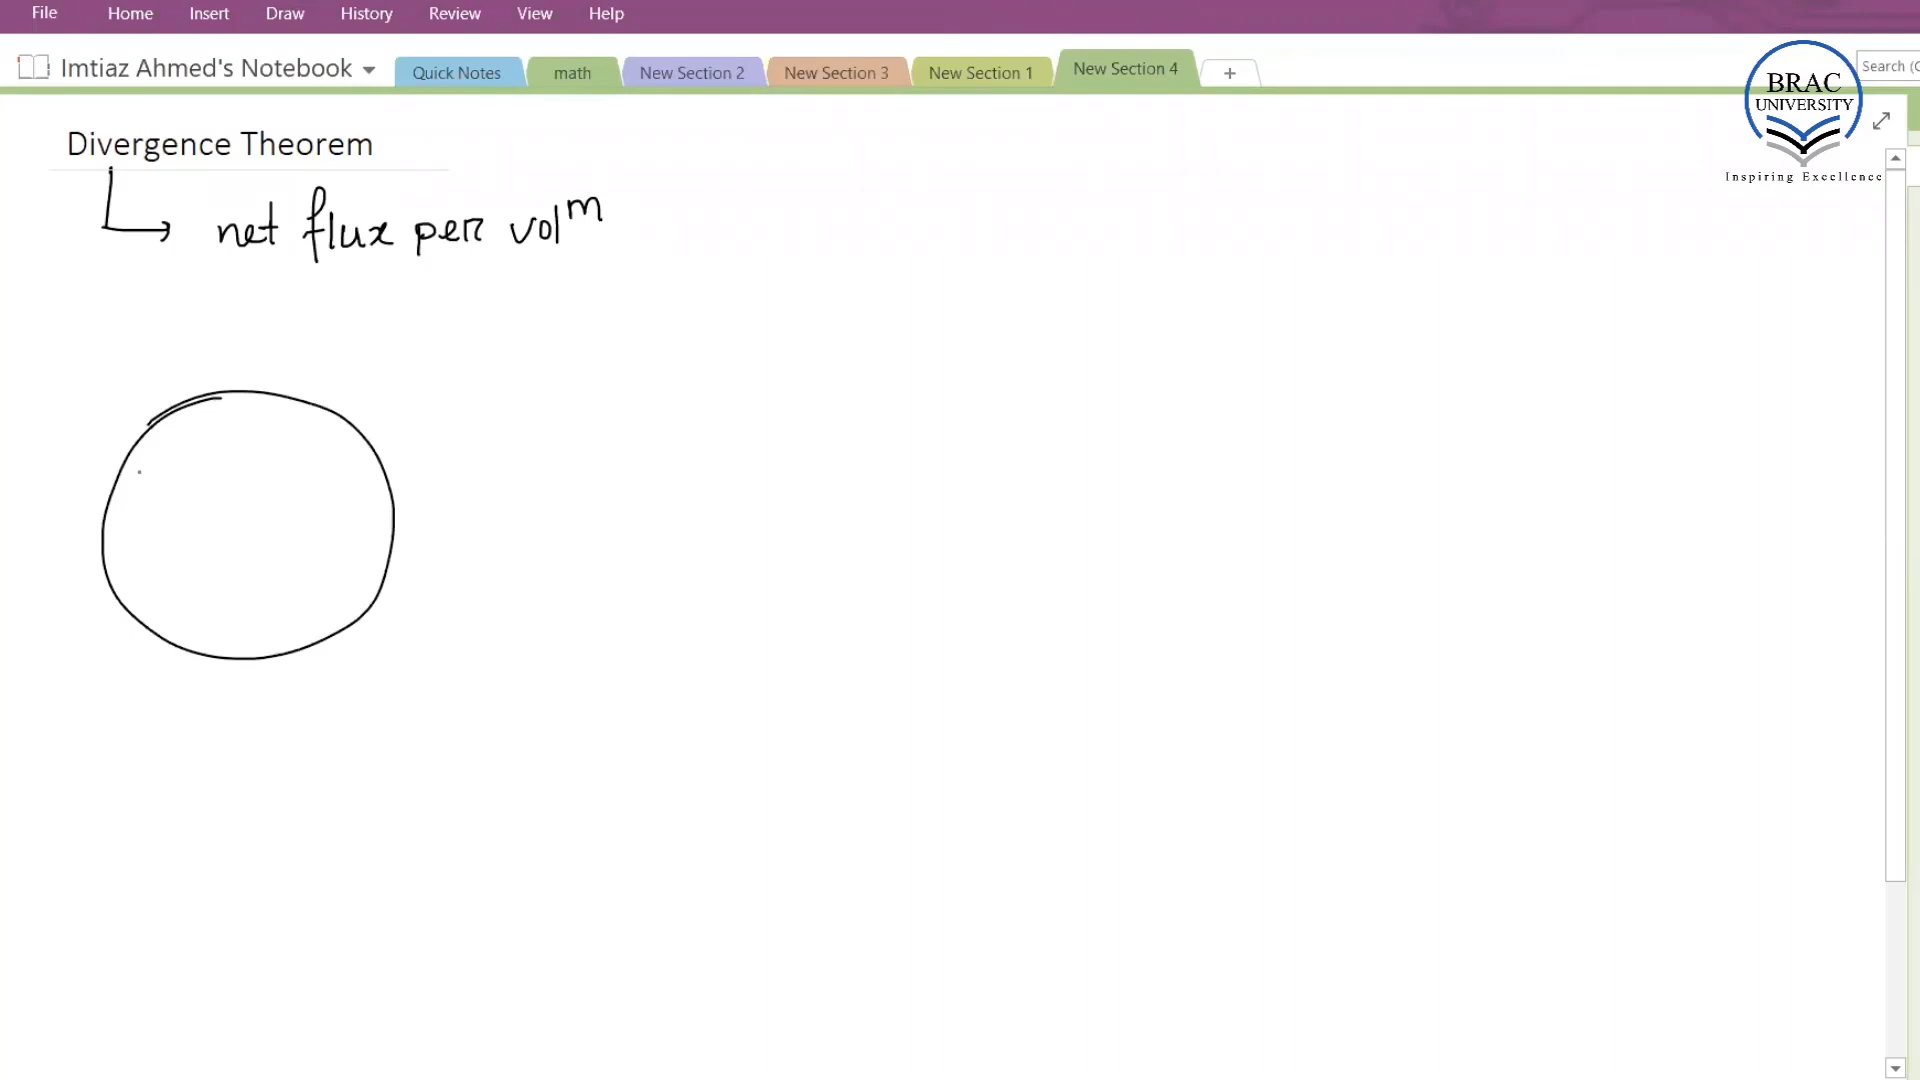 File Home Insert Draw History Review View Help
Imtiaz Ahmed's Notebook Quick Notes math New Section 2 New Section 3 New Section 1 New Section 4 +
Search (C
BRAC
UNIVERSITY
Inspiring Excellence
Divergence Theorem
net flux per volm